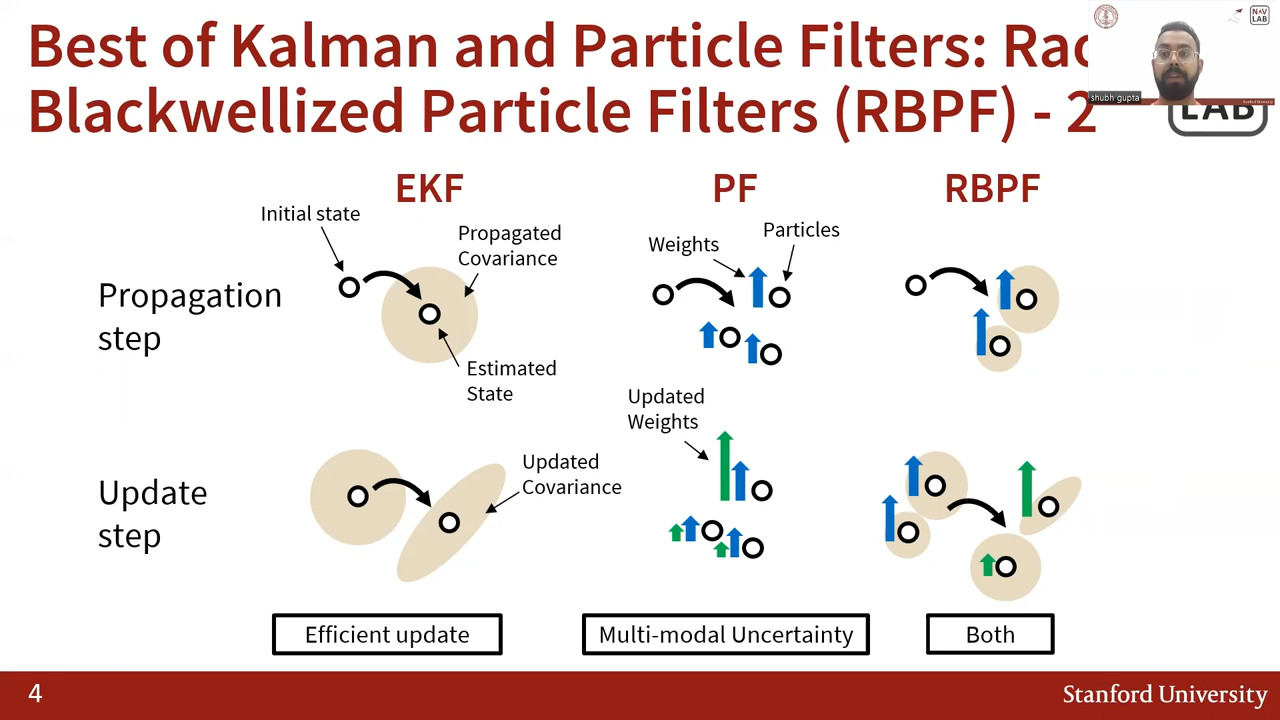 Best of Kalman and Particle Filters: Rao
Blackwellized Particle Filters (RBPF) - 2
NAV
LAB
shubh gupta
LAB
EKF
PF
RBPF
Initial state
Propagated
Covariance
Weights
Particles
Propagation
step
Estimated
State
Updated
Weights
Update
step
Updated
Covariance
Efficient update
Multi-modal Uncertainty
Both
4
Stanford University